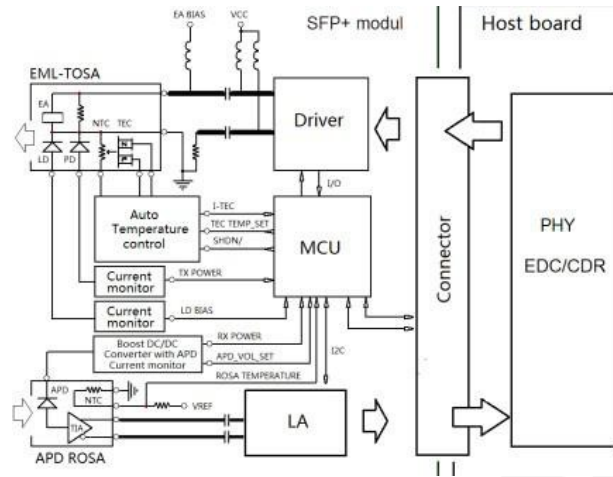 EA BIAS
VCC
SFP+ modul
Host board
EML-TOSA
EA
NTC
TEC
LD
PD
Driver
I/O
Auto
Temperature
control
I-TEC
TEC TEMP_SET
SHDN/
MCU
Connector
PHY
EDC/CDR
Current
monitor
TX POWER
Current
monitor
LD BIAS
Boost DC/DC
Converter with APD
Current monitor
RX POWER
APD_VOL_SET
I2C
ROSA TEMPERATURE
APD
NTC
VREF
TIA
LA
APD ROSA